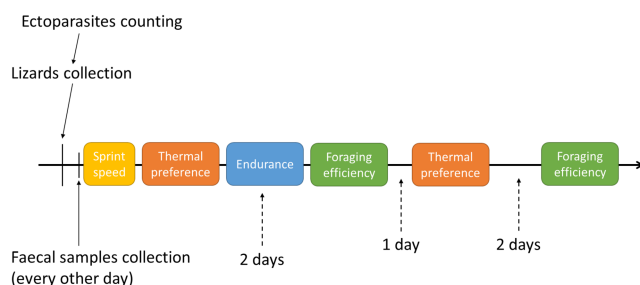 Ectoparasites counting
Lizards collection
Sprint
speed
Thermal
preference
Endurance
Foraging
efficiency
Thermal
preference
Foraging
efficiency
Faecal samples collection
(every other day)
2 days
1 day
2 days